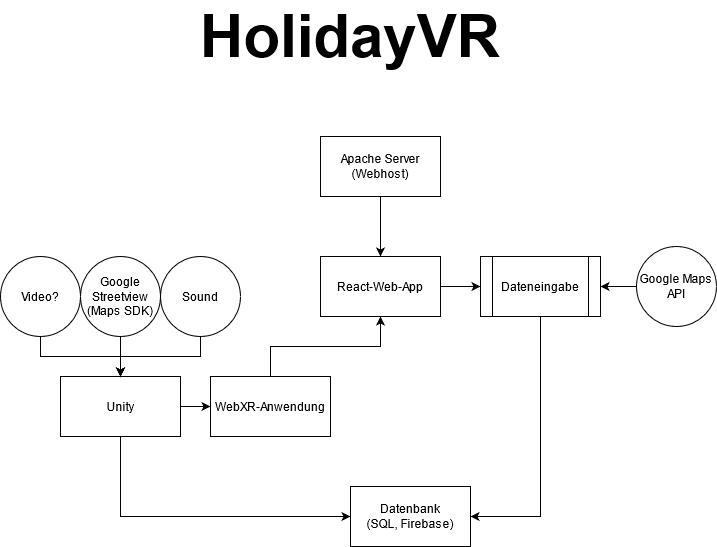 HolidayVR
Apache Server
(Webhost)
Video?
Google
Streetview
(Maps SDK)
Sound
React-Web-App
Dateneingabe
Google Maps
API
Unity
WebXR-Anwendung
Datenbank
(SQL, Firebase)